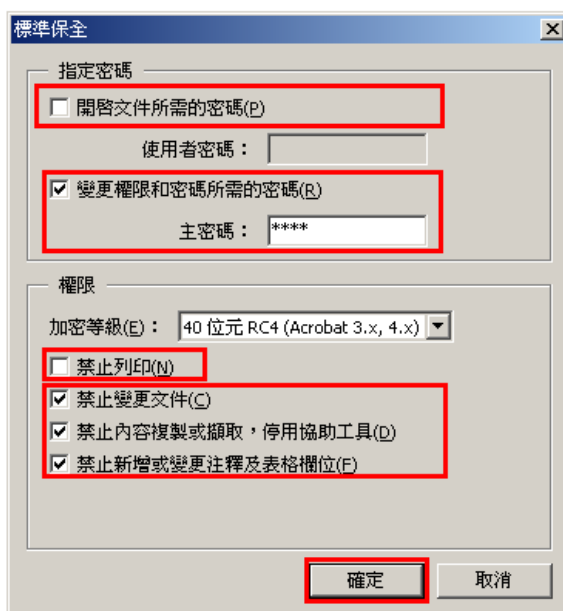 標準保全
指定密碼
開啓文件所需的密碼(P)
使用者密碼：
變更權限和密碼所需的密碼(R)
主密碼： ****
權限
加密等級(E)： 40 位元 RC4 (Acrobat 3.x, 4.x)
禁止列印(N)
禁止變更文件(C)
禁止內容複製或擷取，停用協助工具(D)
禁止新增或變更注釋及表格欄位(F)
確定 取消